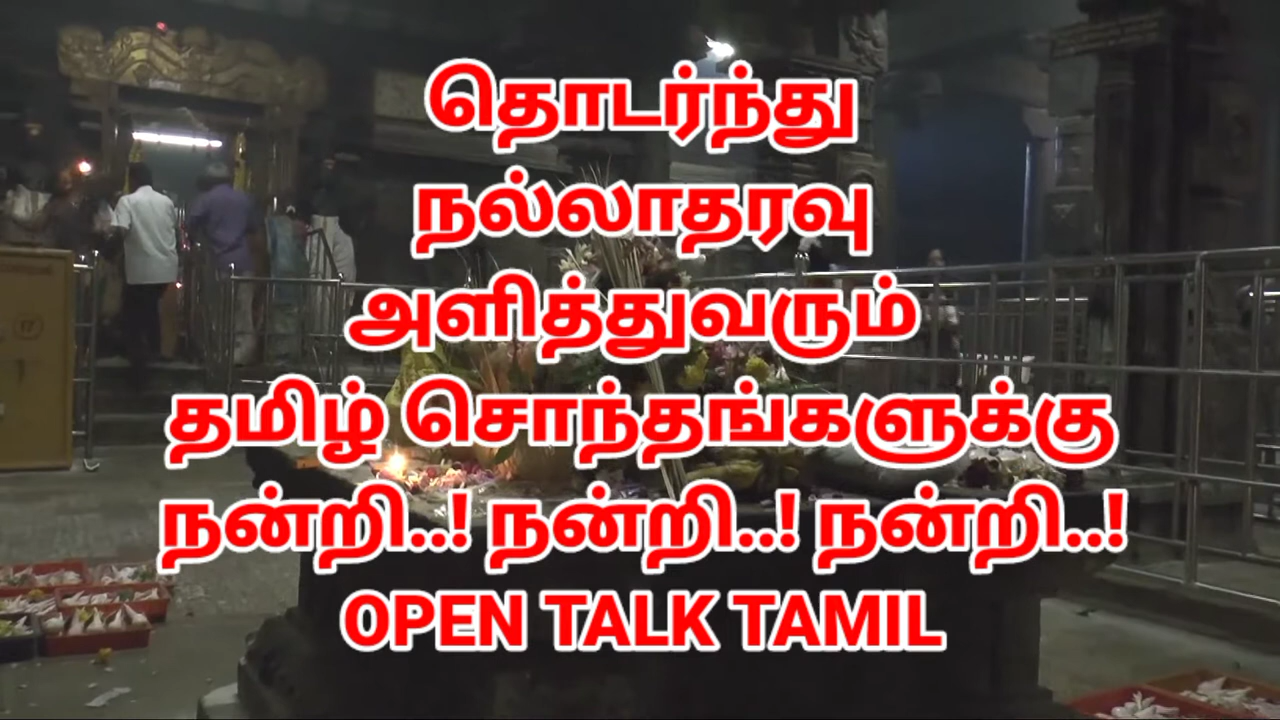 தொடர்ந்து
நல்லாதரவு
அளித்துவரும்
தமிழ் சொந்தங்களுக்கு
நன்றி..! நன்றி..! நன்றி..!
OPEN TALK TAMIL